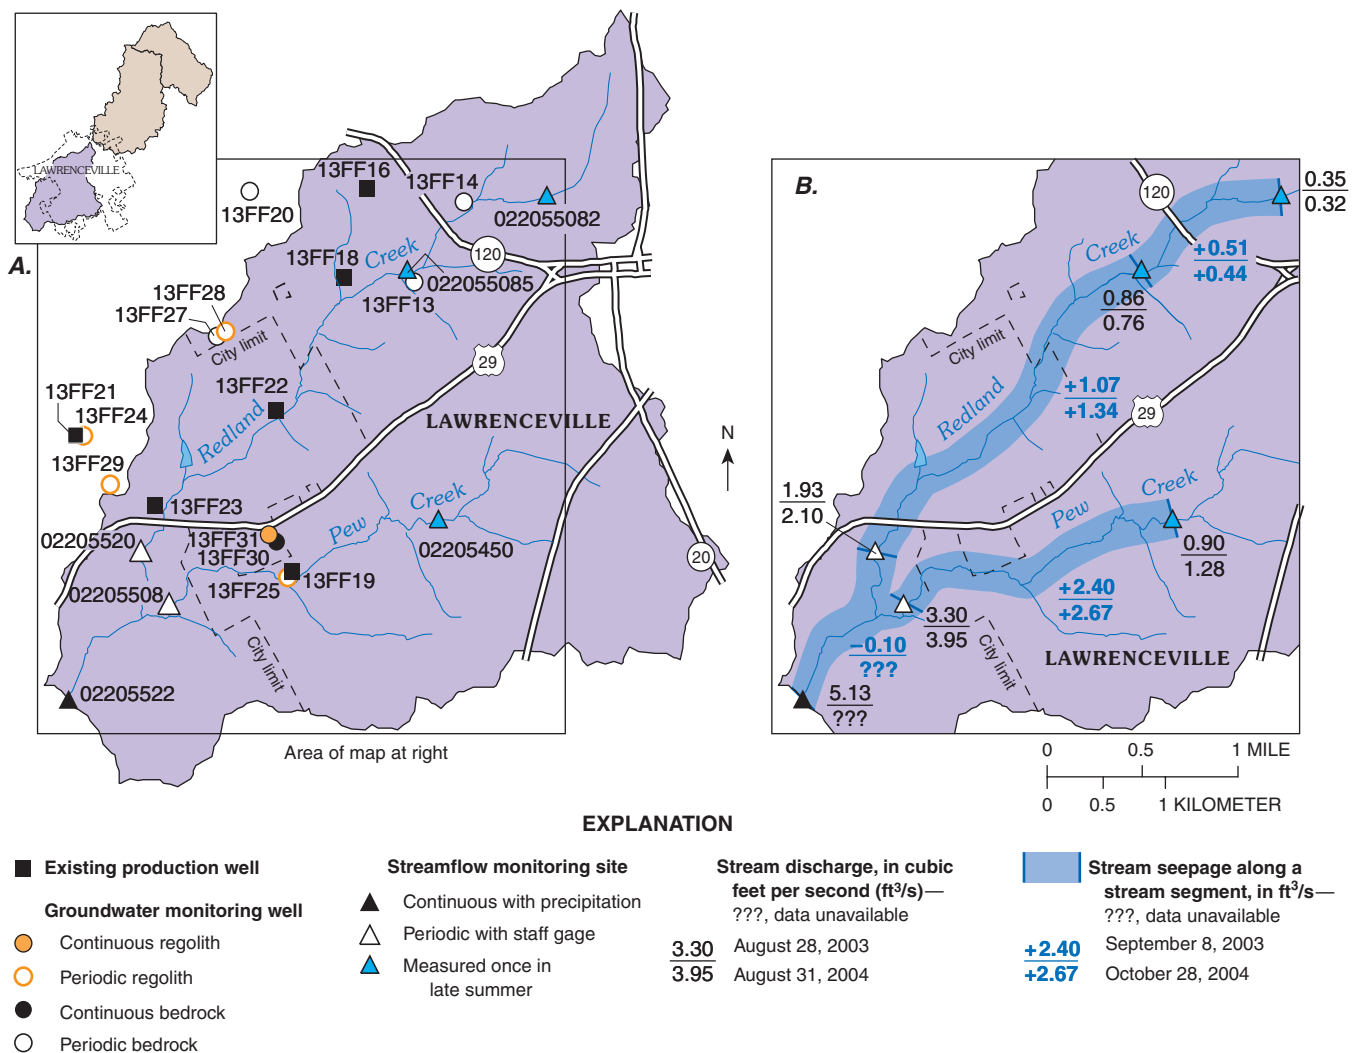 LAWRENCEVILLE
A.
13FF16
13FF14
13FF20
022055082
120
13FF18
Creek
022055085
13FF13
13FF28
13FF27
City limit
29
13FF22
13FF21
13FF24
Redland
LAWRENCEVILLE
13FF29
13FF23
Creek
Pew
02205520
13FF31
13FF30
02205450
20
02205508
13FF25
13FF19
City limit
02205522
N
Area of map at right
B.
120
0.35
0.32
Creek
+0.51
+0.44
0.86
0.76
City limit
+1.07
+1.34
29
Redland
1.93
2.10
Creek
Pew
0.90
1.28
+2.40
+2.67
3.30
3.95
–0.10
???
City limit
LAWRENCEVILLE
5.13
???
0 0.5 1 MILE
0 0.5 1 KILOMETER
EXPLANATION
Existing production well
Groundwater monitoring well
Continuous regolith
Periodic regolith
Continuous bedrock
Periodic bedrock
Streamflow monitoring site
Continuous with precipitation
Periodic with staff gage
Measured once in
late summer
Stream discharge, in cubic
feet per second (ft³/s)—
???, data unavailable
3.30 August 28, 2003
3.95 August 31, 2004
Stream seepage along a
stream segment, in ft³/s—
???, data unavailable
+2.40 September 8, 2003
+2.67 October 28, 2004